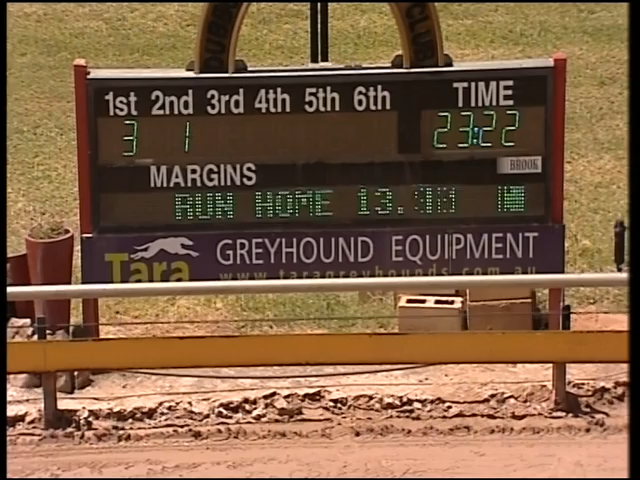 CLUB
1st 2nd 3rd 4th 5th 6th TIME
3 1 23:22
BROOK
MARGINS
RUN HOME 13.
Tara GREYHOUND EQUIPMENT
www.taragreyhounds.com.au